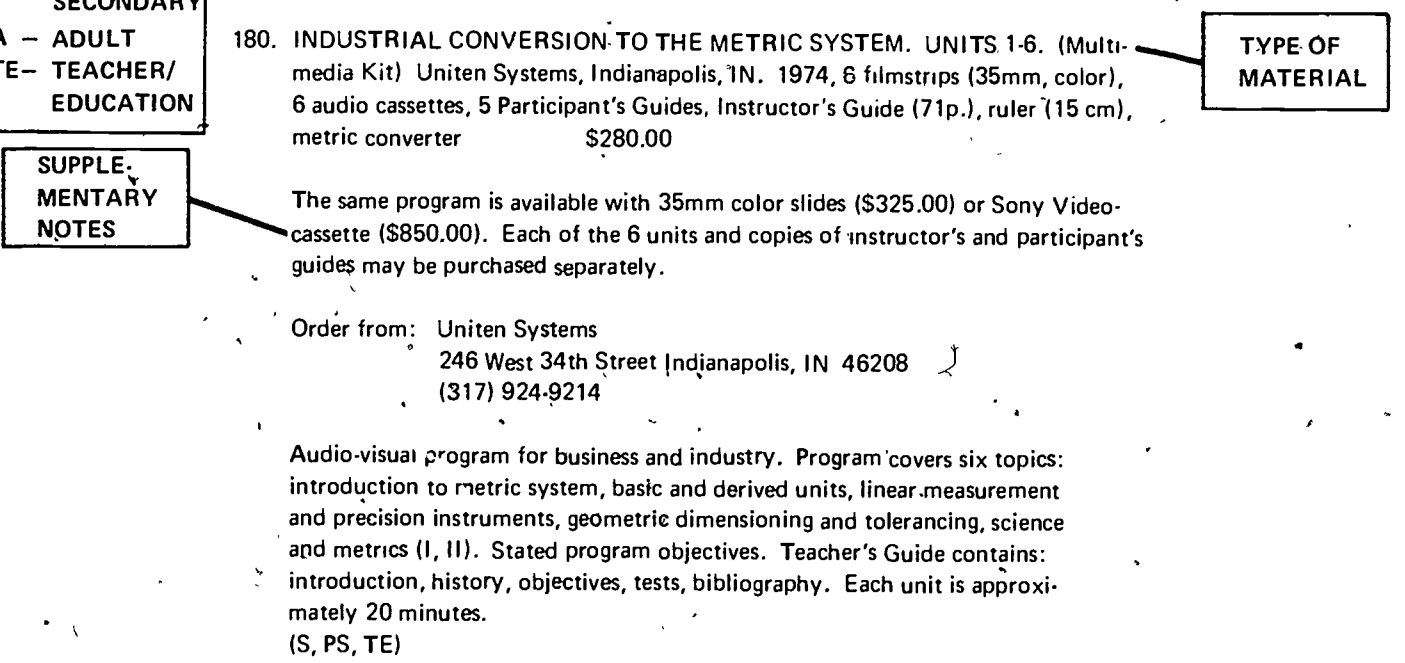 SECONDARY
A – ADULT
TE– TEACHER/
EDUCATION
180. INDUSTRIAL CONVERSION TO THE METRIC SYSTEM. UNITS 1-6. (Multi-
media Kit) Uniten Systems, Indianapolis, IN. 1974, 6 filmstrips (35mm, color),
6 audio cassettes, 5 Participant's Guides, Instructor's Guide (71p.), ruler (15 cm),
metric converter $280.00
TYPE OF
MATERIAL
SUPPLE-
MENTARY
NOTES
The same program is available with 35mm color slides ($325.00) or Sony Video-
cassette ($850.00). Each of the 6 units and copies of instructor's and participant's
guides may be purchased separately.
Order from: Uniten Systems
246 West 34th Street Indianapolis, IN 46208
(317) 924-9214
Audio-visual program for business and industry. Program covers six topics:
introduction to metric system, basic and derived units, linear measurement
and precision instruments, geometric dimensioning and tolerancing, science
and metrics (I, II). Stated program objectives. Teacher's Guide contains:
introduction, history, objectives, tests, bibliography. Each unit is approxi-
mately 20 minutes.
(S, PS, TE)